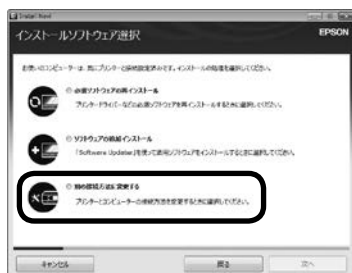 Install Navi
インストールソフトウェア選択
EPSON
お使いのコンピューターは、既にプリンターと接続設定済みです。インストールの処理を選択してください。
必須ソフトウェアの再インストール
プリンタードライバーなどの必須ソフトウェアを再インストールするときに選択してください。
ソフトウェアの追加インストール
「Software Updater」を使って追加ソフトウェアをインストールするときに選択してください。
別の接続方法に変更する
プリンターとコンピューターの接続方法を変更するときに選択してください。
キャンセル
戻る
次へ